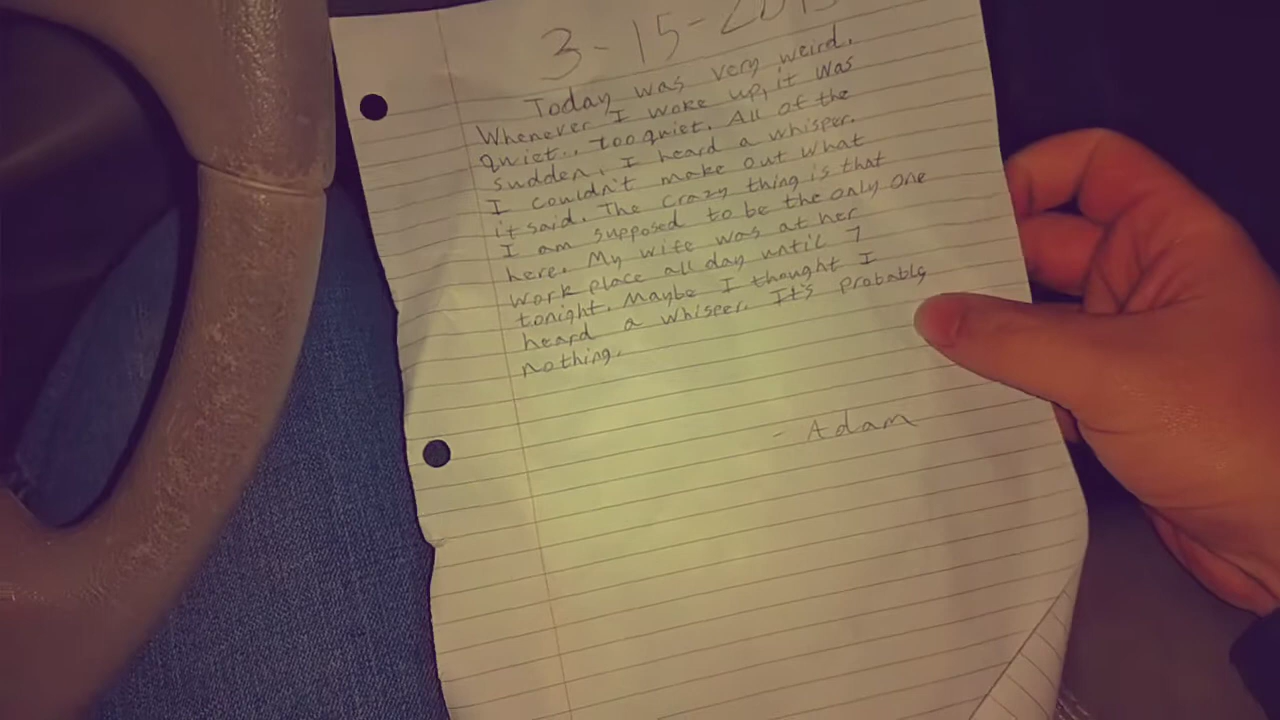 3-15-201
Today was very weird.
Whenever I woke up, it was
quiet... too quiet. All of the
sudden, I heard a whisper.
I couldn't make out what
it said. The crazy thing is that
I am supposed to be the only one
here. My wife was at her
work place all day until 7
tonight. Maybe I thought I
heard a whisper. It's probably
nothing.
- Adam